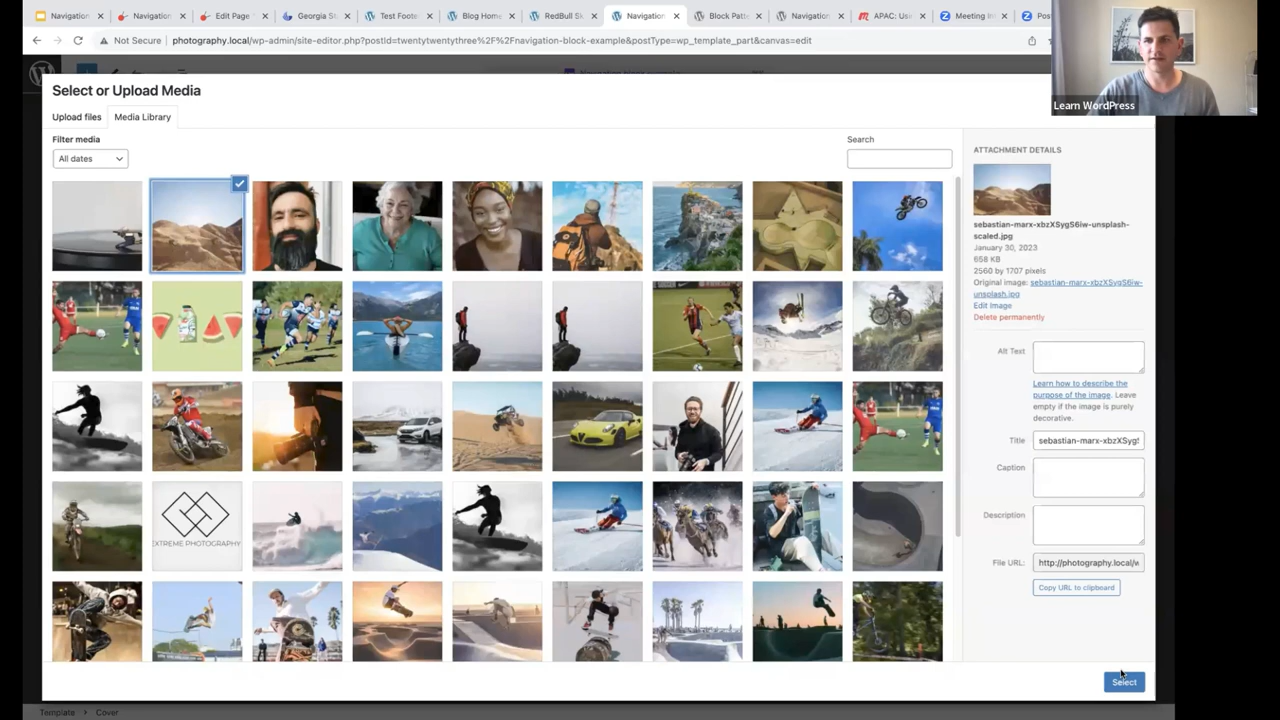 Navigation
Navigation
Edit Page
Georgia St
Test Foote
Blog Home
RedBull Sk
Navigation
Block Patt
Navigation
APAC: Usa
Meeting In
Pos
Not Secure
photography.local/wp-admin/site-editor.php?postId=twentytwentythree%2F%2Fnavigation-block-example&postType=wp_template_part&canvas=edit
Learn WordPress
Select or Upload Media
Upload files
Media Library
Filter media
All dates
Search
EXTREME PHOTOGRAPHY
ATTACHMENT DETAILS
sebastian-marx-xbzXSygS6iw-unsplash-
scaled.jpg
January 30, 2023
658 KB
2560 by 1707 pixels
Original image: sebastian-marx-xbzXSygS6iw-
unsplash.jpg
Edit Image
Delete permanently
Alt Text
Learn how to describe the
purpose of the image. Leave
empty if the image is purely
decorative.
Title
sebastian-marx-xbzXSygS
Caption
Description
File URL:
http://photography.local/w
Copy URL to clipboard
Select
Template > Cover